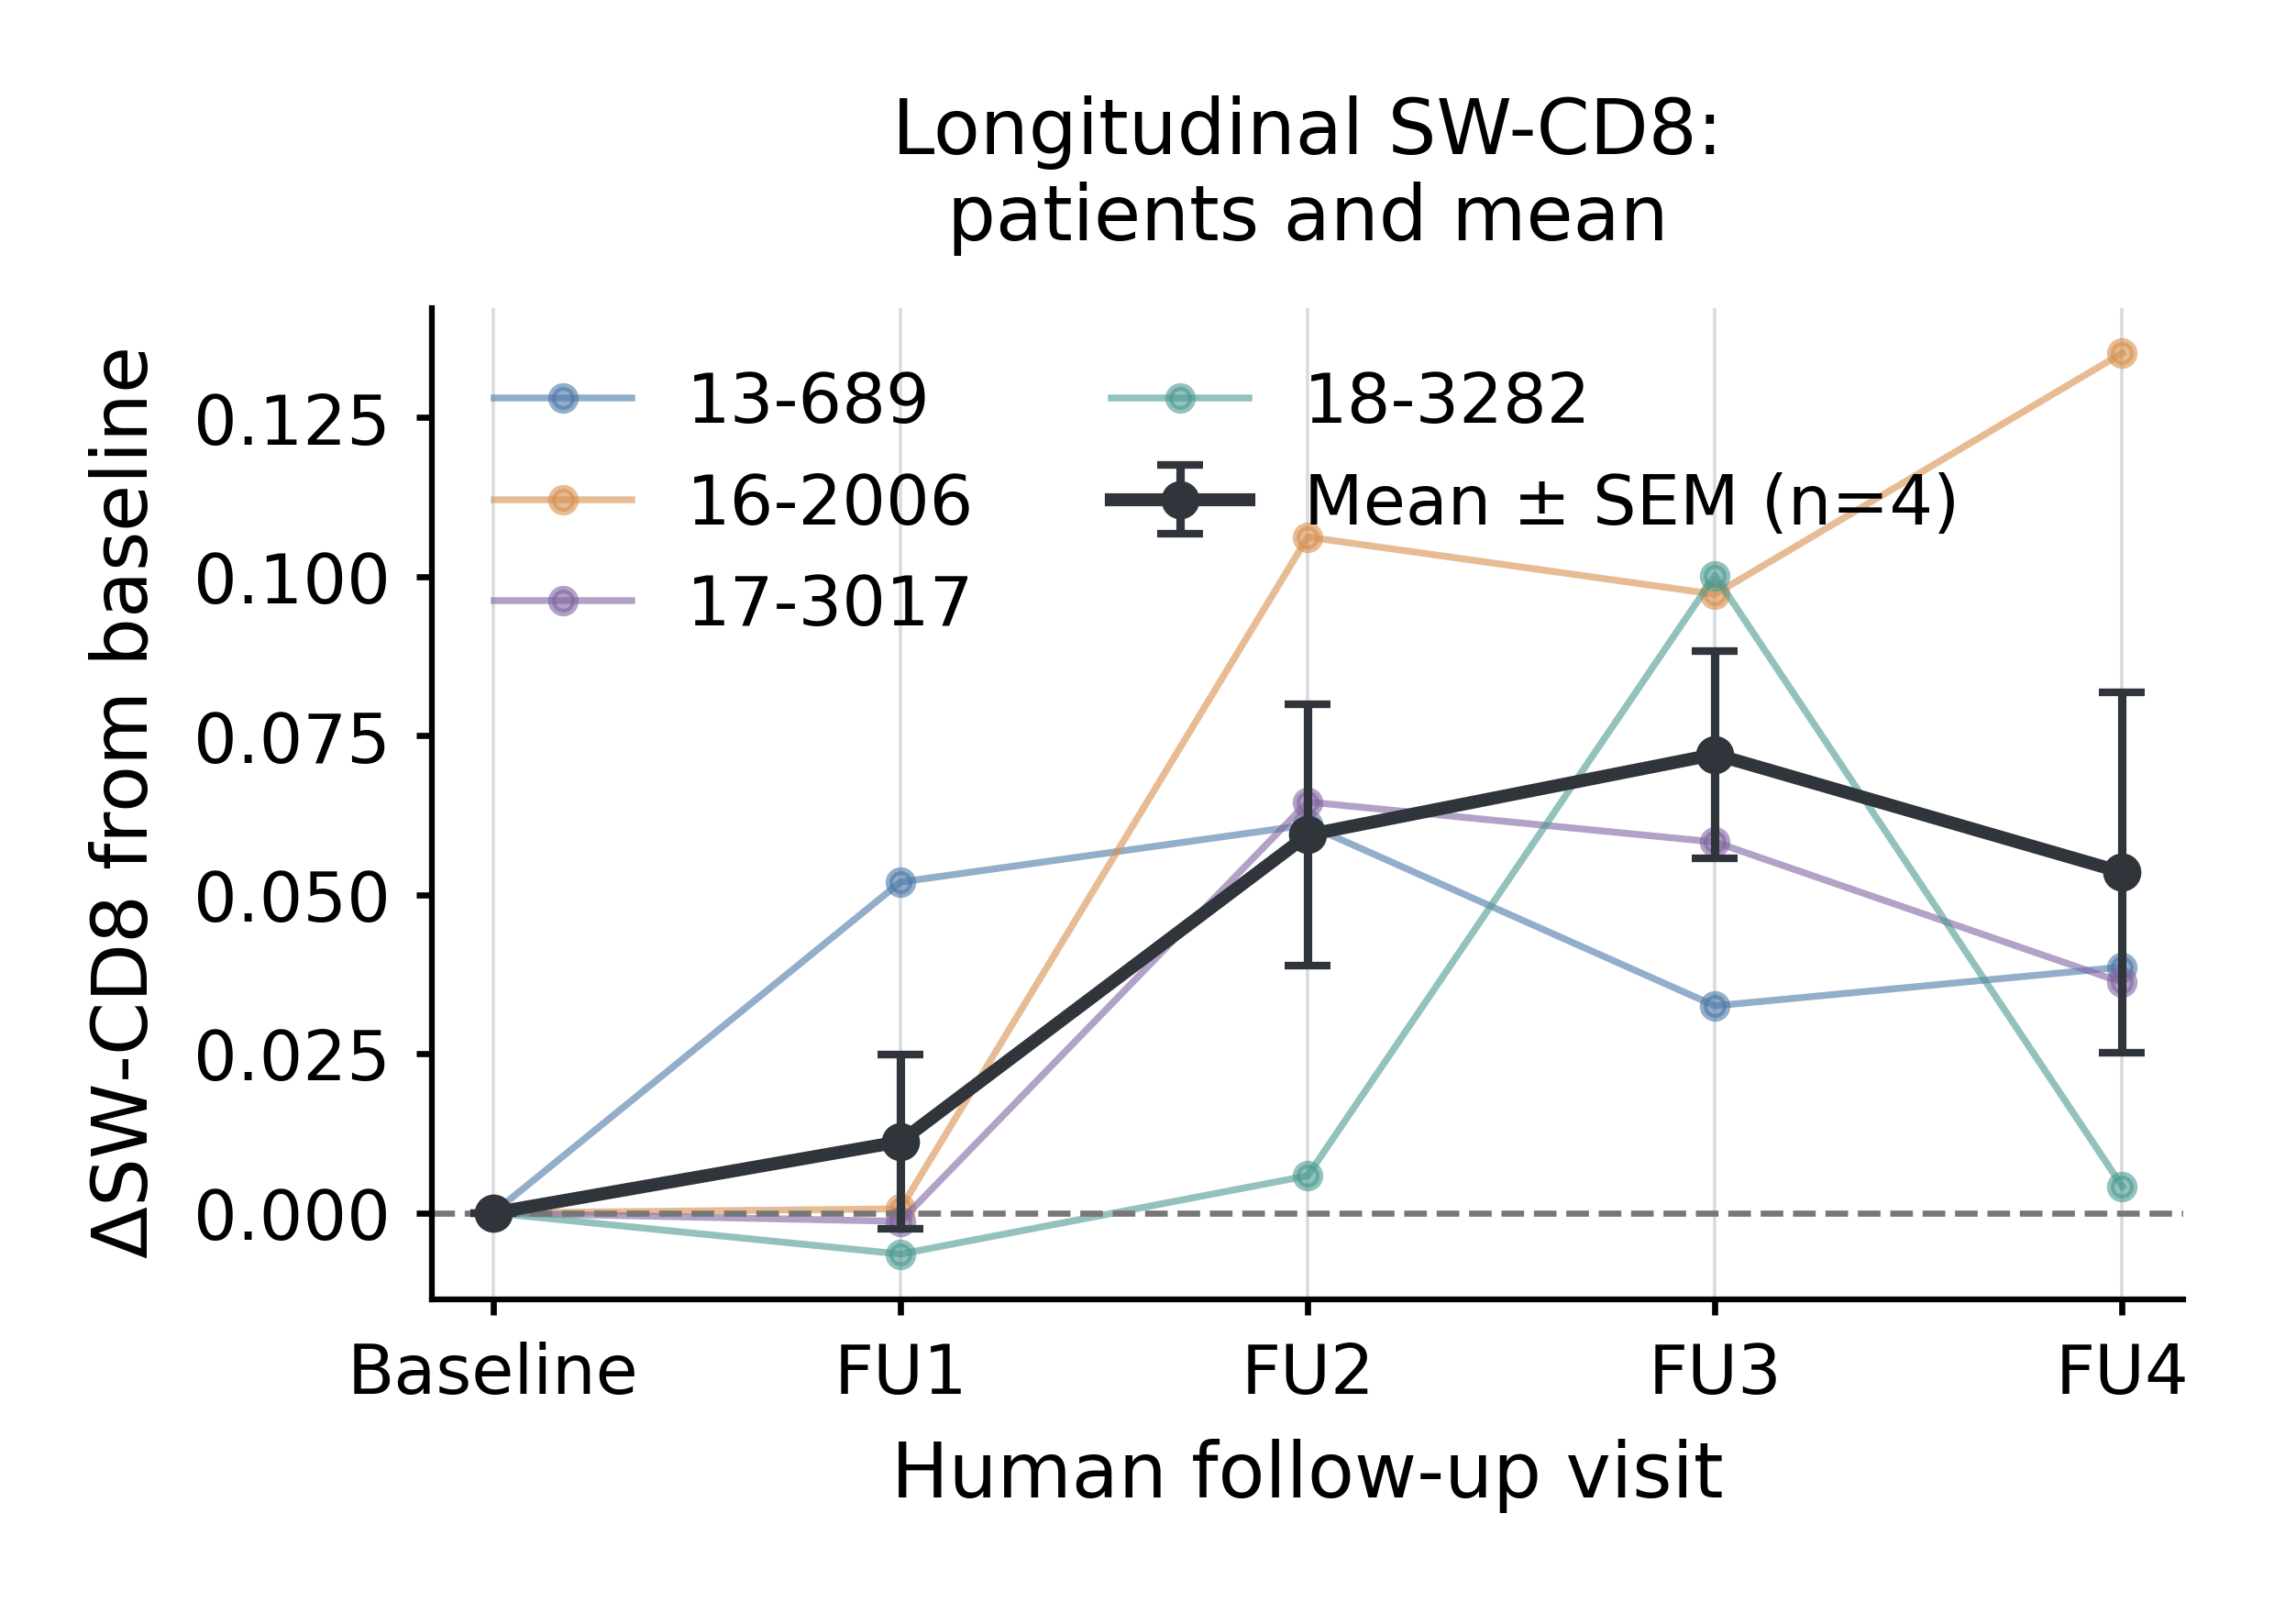 Longitudinal SW-CD8:
patients and mean
ΔSW-CD8 from baseline
0.125
0.100
0.075
0.050
0.025
0.000
13-689
16-2006
17-3017
18-3282
Mean ± SEM (n=4)
Baseline
FU1
FU2
FU3
FU4
Human follow-up visit